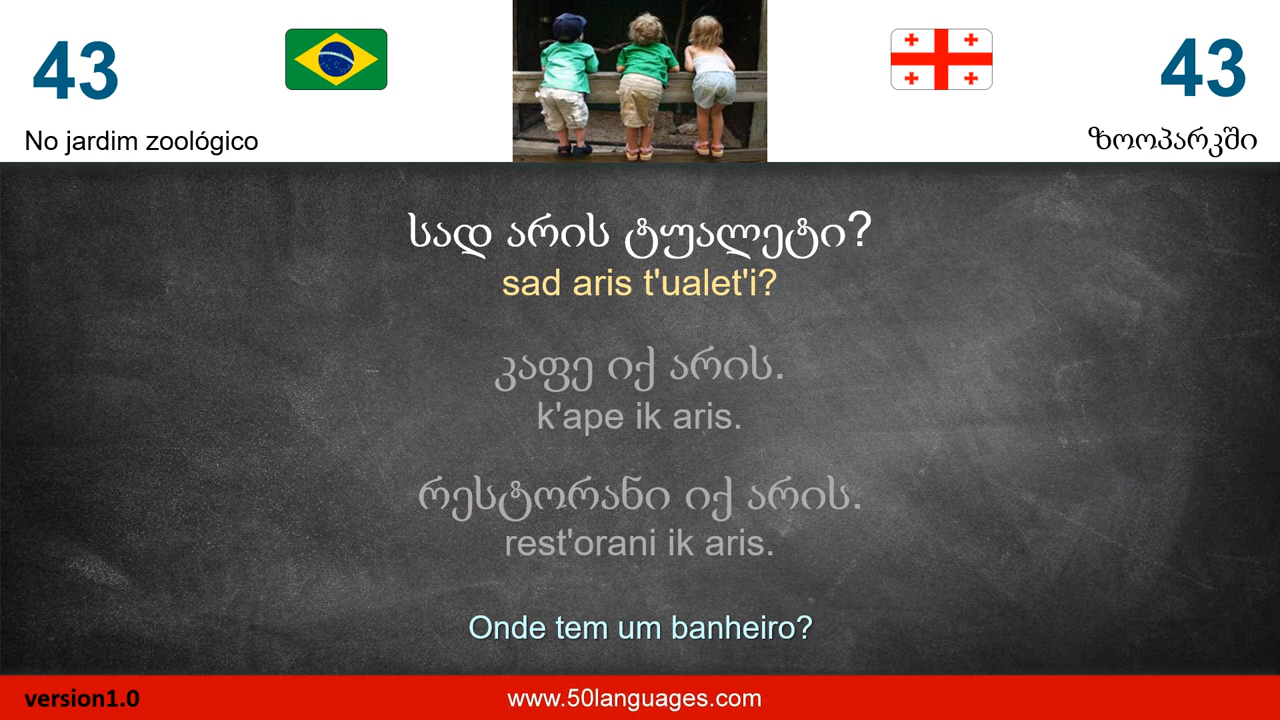 43
43
No jardim zoológico
ზოოპარკში
სად არის ტუალეტი?
sad aris t'ualet'i?
კაფე იქ არის.
k'ape ik aris.
რესტორანი იქ არის.
rest'orani ik aris.
Onde tem um banheiro?
version1.0
www.50languages.com